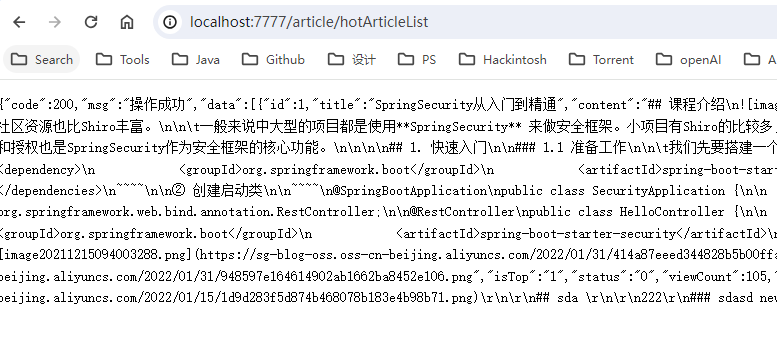 localhost:7777/article/hotArticleList
Search Tools Java Github 设计 PS Hackintosh Torrent openAI A
{"code":200,"msg":"操作成功","data":[{"id":1,"title":"SpringSecurity从入门到精通","content":"## 课程介绍\n![imag
社区资源也比Shiro丰富。\n\n\t一般来说中大型的项目都是使用**SpringSecurity** 来做安全框架。小项目有Shiro的比较多,
和授权也是SpringSecurity作为安全框架的核心功能。\n\n\n\n## 1. 快速入门\n\n### 1.1 准备工作\n\n\t我们先要搭建一个
<dependency>\n <groupId>org.springframework.boot</groupId>\n <artifactId>spring-boot-star
</dependencies>\n~~~~\n\n② 创建启动类\n\n~~~~\n@SpringBootApplication\npublic class SecurityApplication {\n\n
org.springframework.web.bind.annotation.RestController;\n\n@RestController\npublic class HelloController {\n\n
<groupId>org.springframework.boot</groupId>\n <artifactId>spring-boot-starter-security</artifactId>\n
[image20211215094003288.png](https://sg-blog-oss.oss-cn-beijing.aliyuncs.com/2022/01/31/414a87eeed344828b5b00ffa
beijing.aliyuncs.com/2022/01/31/948597e164614902ab1662ba8452e106.png","isTop":"1","status":"0","viewCount":105,"
beijing.aliyuncs.com/2022/01/15/1d9d283f5d874b468078b183e4b98b71.png)\r\n\r\n## sda \r\n\r\n222\r\n### sdasd new